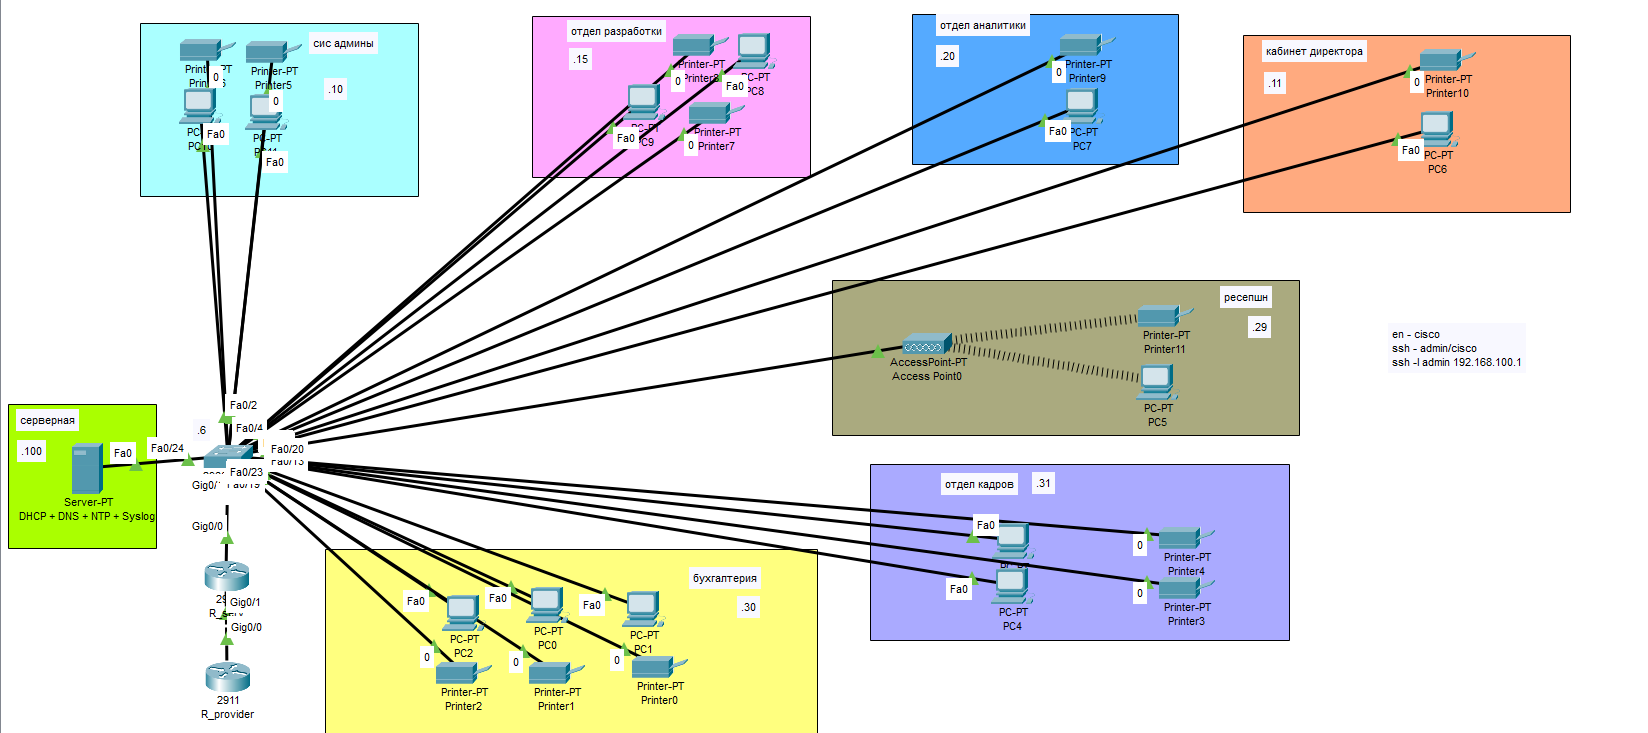 сис админы
.10
Printer5
Printer-PT
0
0
Fa0
PC-PT
Fa0
отдел разработки
.15
Printer-PT
0
Fa0
PC8
Fa0
Printer-PT
Printer7
0
отдел аналитики
.20
Printer-PT
Printer9
0
Fa0
PC-PT
PC7
кабинет директора
.11
Printer-PT
Printer10
0
Fa0
PC-PT
PC6
ресепшн
.29
Printer-PT
Printer11
AccessPoint-PT
Access Point0
PC-PT
PC5
en - cisco
ssh - admin/cisco
ssh -l admin 192.168.100.1
серверная
.100
Fa0
Server-PT
DHCP + DNS + NTP + Syslog
Fa0/24
.6
Fa0/2
Fa0/4
Fa0/20
Fa0/13
Fa0/23
Fa0/19
Gig0/0
Gig0/1
Gig0/0
2911
R_provider
отдел кадров
.31
Fa0
Fa0
PC-PT
PC4
0
Printer-PT
Printer4
0
Printer-PT
Printer3
бухгалтерия
.30
Fa0
PC-PT
PC2
Fa0
PC-PT
PC0
Fa0
PC-PT
PC1
0
Printer-PT
Printer2
0
Printer-PT
Printer1
0
Printer-PT
Printer0